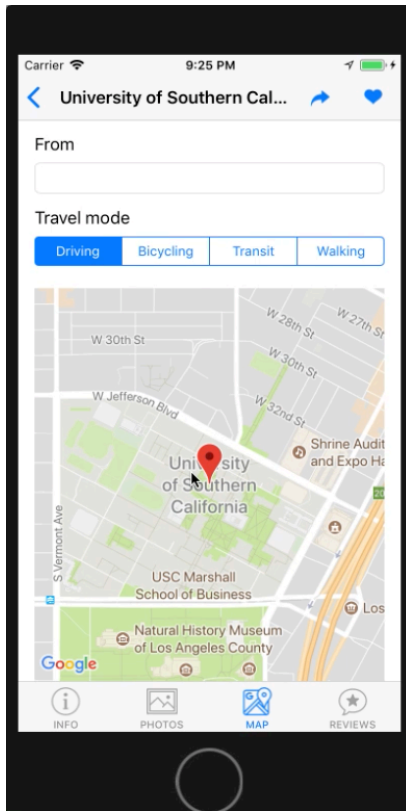 Carrier 9:25 PM
University of Southern Cal...
From
Travel mode
Driving Bicycling Transit Walking
W 28th St
W 27th St
W 30th St
W 30th St
W Jefferson Blvd
W 32nd St
Shrine Audit
and Expo Ha
University
of Southern
California
20
S Vermont Ave
USC Marshall
School of Business
Los
Natural History Museum
of Los Angeles County
Google
INFO PHOTOS MAP REVIEWS